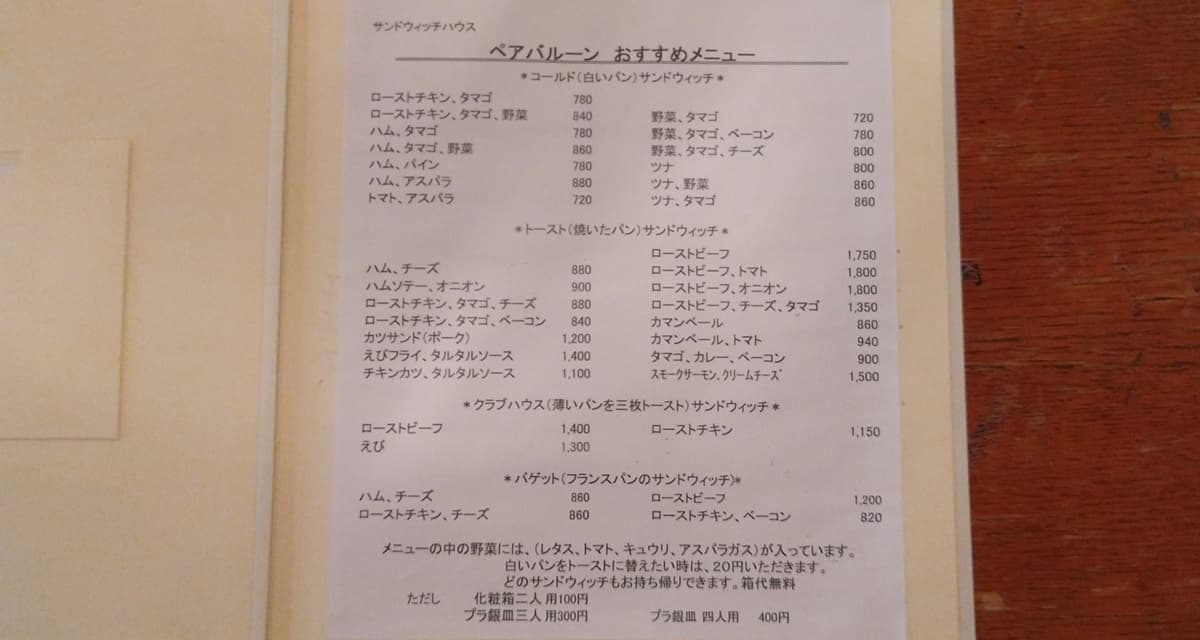 サンドウィッチハウス
ペアバルーン おすすめメニュー
*コールド(白いパン)サンドウィッチ*
ローストチキン、タマゴ 780
ローストチキン、タマゴ、野菜 840 野菜、タマゴ 720
ハム、タマゴ 780 野菜、タマゴ、ベーコン 780
ハム、タマゴ、野菜 860 野菜、タマゴ、チーズ 800
ハム、パイン 780 ツナ 800
ハム、アスパラ 880 ツナ、野菜 860
トマト、アスパラ 720 ツナ、タマゴ 860
*トースト(焼いたパン)サンドウィッチ*
ローストビーフ 1,750
ハム、チーズ 880 ローストビーフ、トマト 1,800
ハムソテー、オニオン 900 ローストビーフ、オニオン 1,800
ローストチキン、タマゴ、チーズ 880 ローストビーフ、チーズ、タマゴ 1,350
ローストチキン、タマゴ、ベーコン 840 カマンベール 860
カツサンド(ポーク) 1,200 カマンベール、トマト 940
えびフライ、タルタルソース 1,400 タマゴ、カレー、ベーコン 900
チキンカツ、タルタルソース 1,100 スモークサーモン、クリームチーズ 1,500
*クラブハウス(薄いパンを三枚トースト)サンドウィッチ*
ローストビーフ 1,400 ローストチキン 1,150
えび 1,300
*バゲット(フランスパンのサンドウィッチ)*
ハム、チーズ 860 ローストビーフ 1,200
ローストチキン、チーズ 860 ローストチキン、ベーコン 820
メニューの中の野菜には、(レタス、トマト、キュウリ、アスパラガス)が入っています。
白いパンをトーストに替えたい時は、20円いただきます。
どのサンドウィッチもお持ち帰りできます。箱代無料
ただし 化粧箱二人用100円
プラ銀皿三人用300円 プラ銀皿 四人用 400円